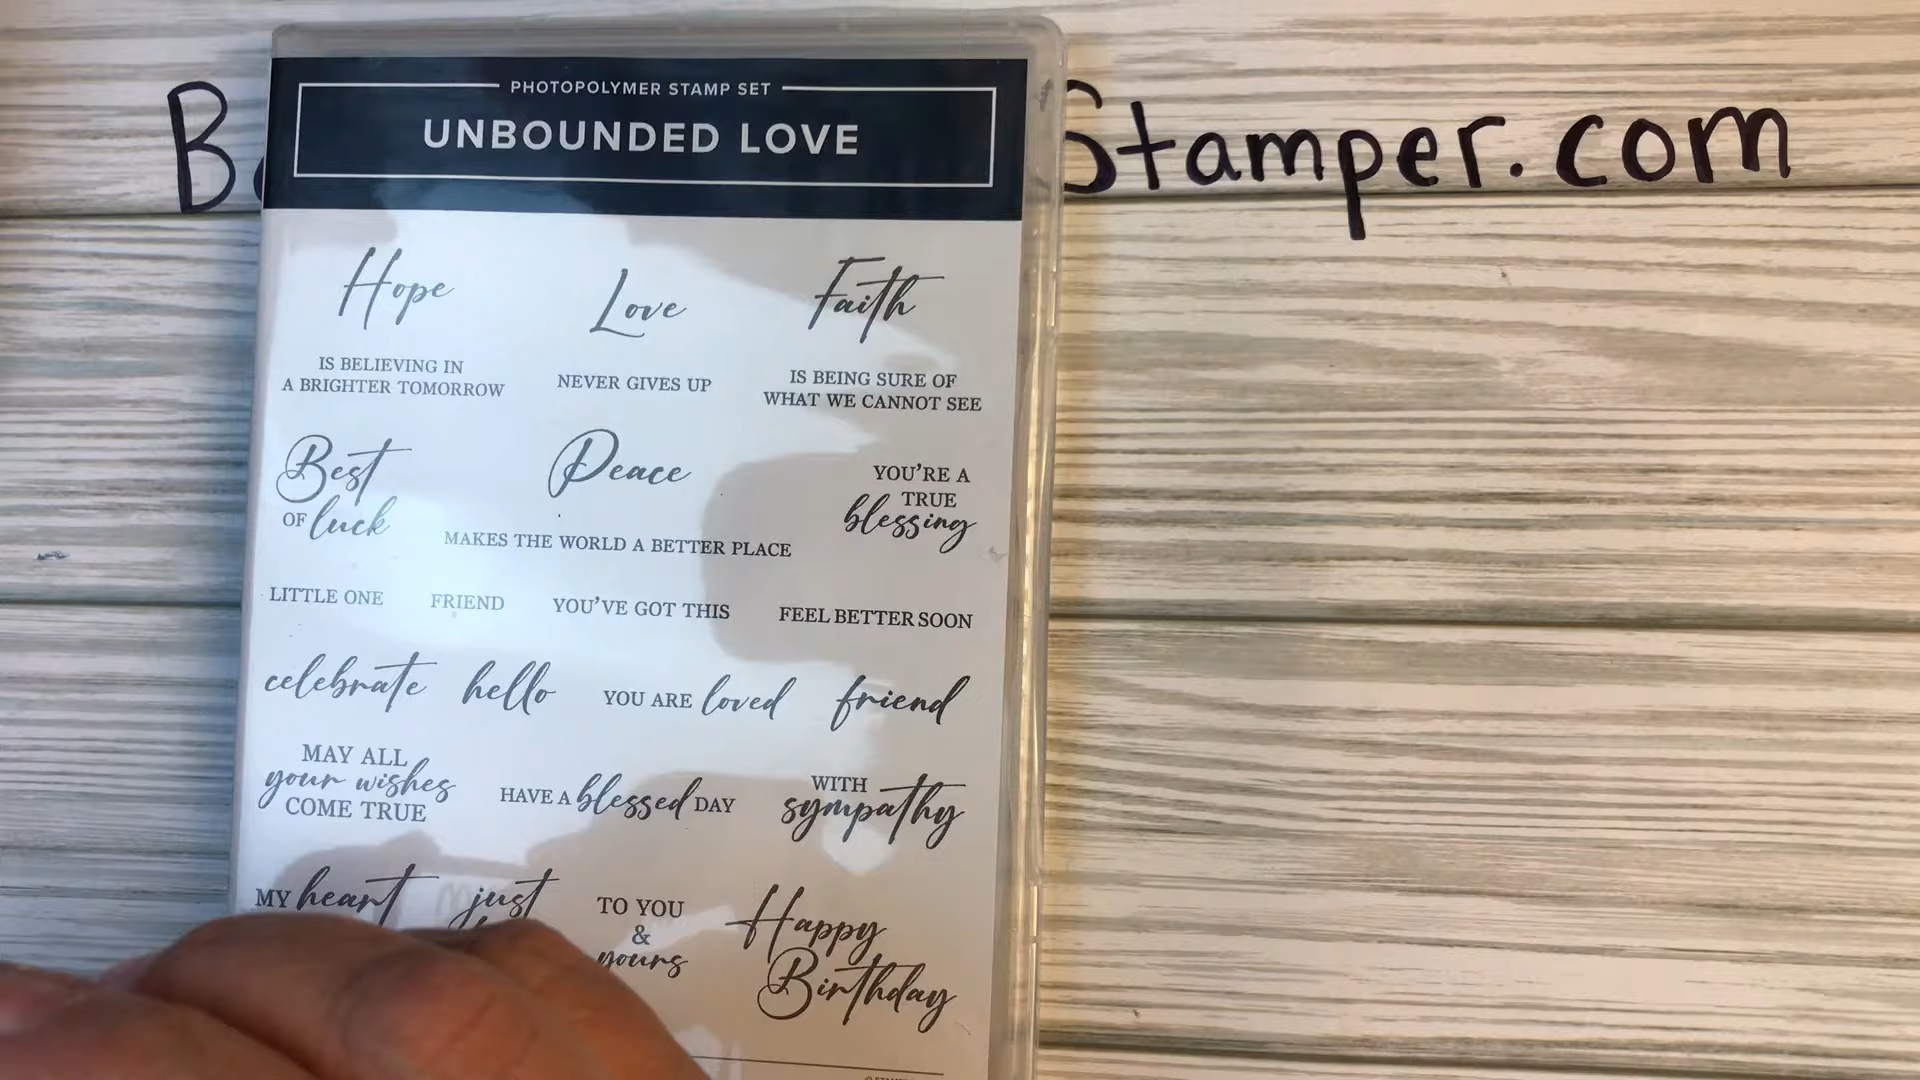 Stamper.com
PHOTOPOLYMER STAMP SET
UNBOUNDED LOVE
Hope
IS BELIEVING IN
A BRIGHTER TOMORROW
Love
NEVER GIVES UP
Faith
IS BEING SURE OF
WHAT WE CANNOT SEE
Best
OF luck
Peace
MAKES THE WORLD A BETTER PLACE
YOU'RE A
TRUE
blessing
LITTLE ONE
FRIEND
YOU'VE GOT THIS
FEEL BETTER SOON
celebrate
hello
YOU ARE loved
friend
MAY ALL
your wishes
COME TRUE
HAVE A blessed DAY
WITH
sympathy
MY heart
just
TO YOU
&
yours
Happy
Birthday